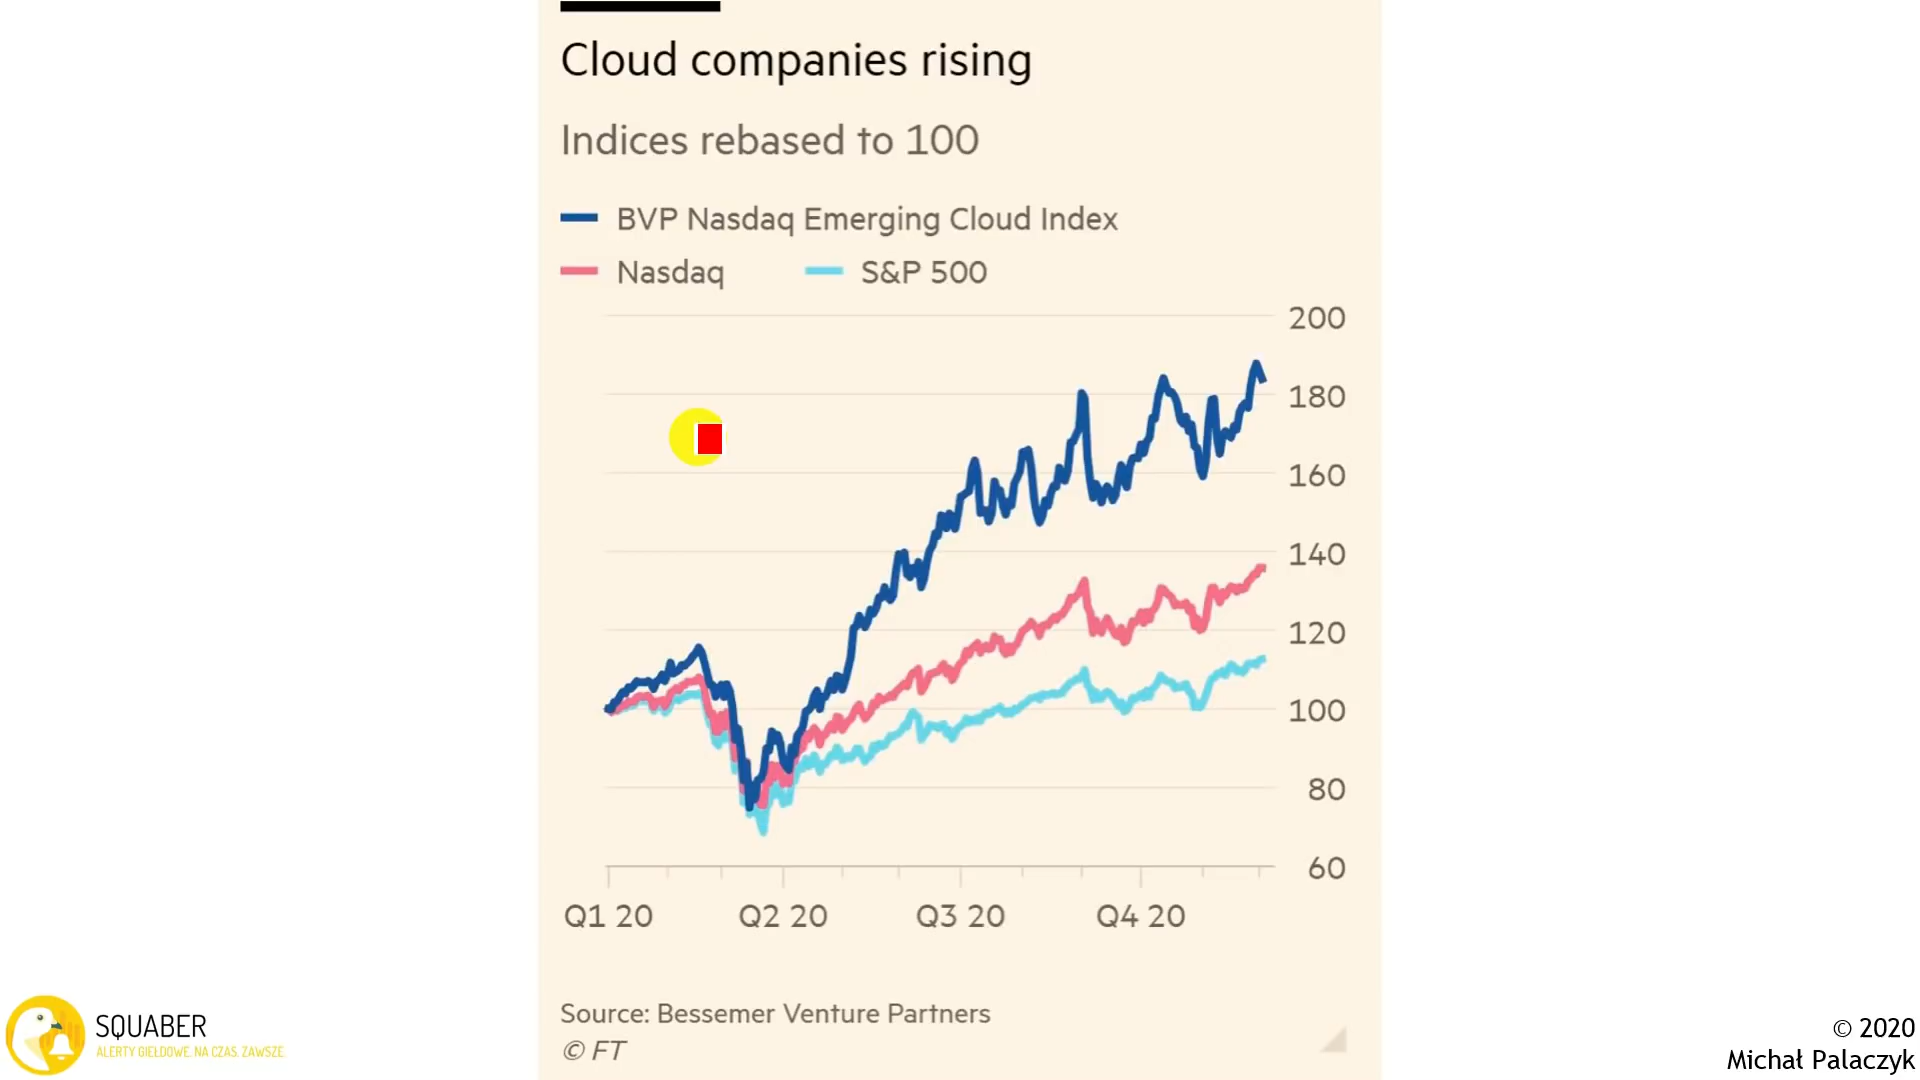 Cloud companies rising
Indices rebased to 100
BVP Nasdaq Emerging Cloud Index
Nasdaq S&P 500
200
180
160
140
120
100
80
60
Q1 20 Q2 20 Q3 20 Q4 20
Source: Bessemer Venture Partners
© FT
SQUABER
ALERTY GIEŁDOWE. NA CZAS. ZAWSZE.
© 2020
Michał Palaczyk